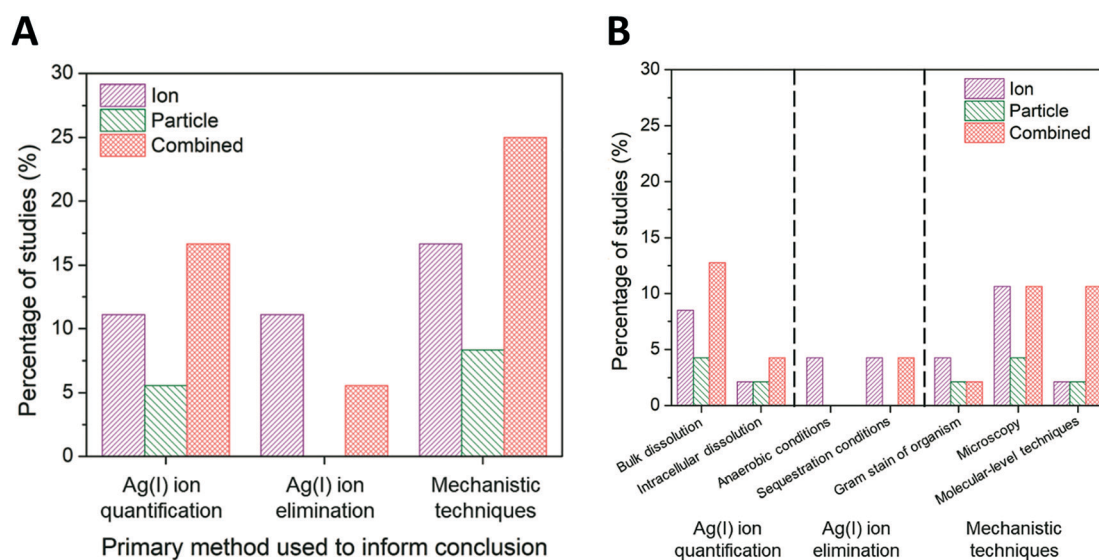 A
Percentage of studies (%)
30
25
20
15
10
5
0
Ion
Particle
Combined
Ag(I) ion
quantification
Ag(I) ion
elimination
Mechanistic
techniques
Primary method used to inform conclusion
B
Percentage of studies (%)
30
25
20
15
10
5
0
Ion
Particle
Combined
Bulk dissolution
Intracellular dissolution
Anaerobic conditions
Sequestration conditions
Gram stain of organism
Microscopy
Molecular-level techniques
Ag(I) ion
quantification
Ag(I) ion
elimination
Mechanistic
techniques